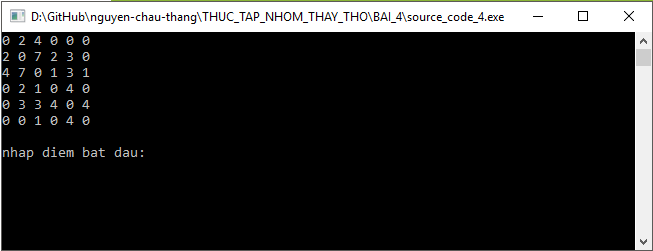 D:\GitHub\nguyen-chau-thang\THUC_TAP_NHOM_THAY_THO\BAI_4\source_code_4.exe
0 2 4 0 0 0
2 0 7 2 3 0
4 7 0 1 3 1
0 2 1 0 4 0
0 3 3 4 0 4
0 0 1 0 4 0
nhap diem bat dau: